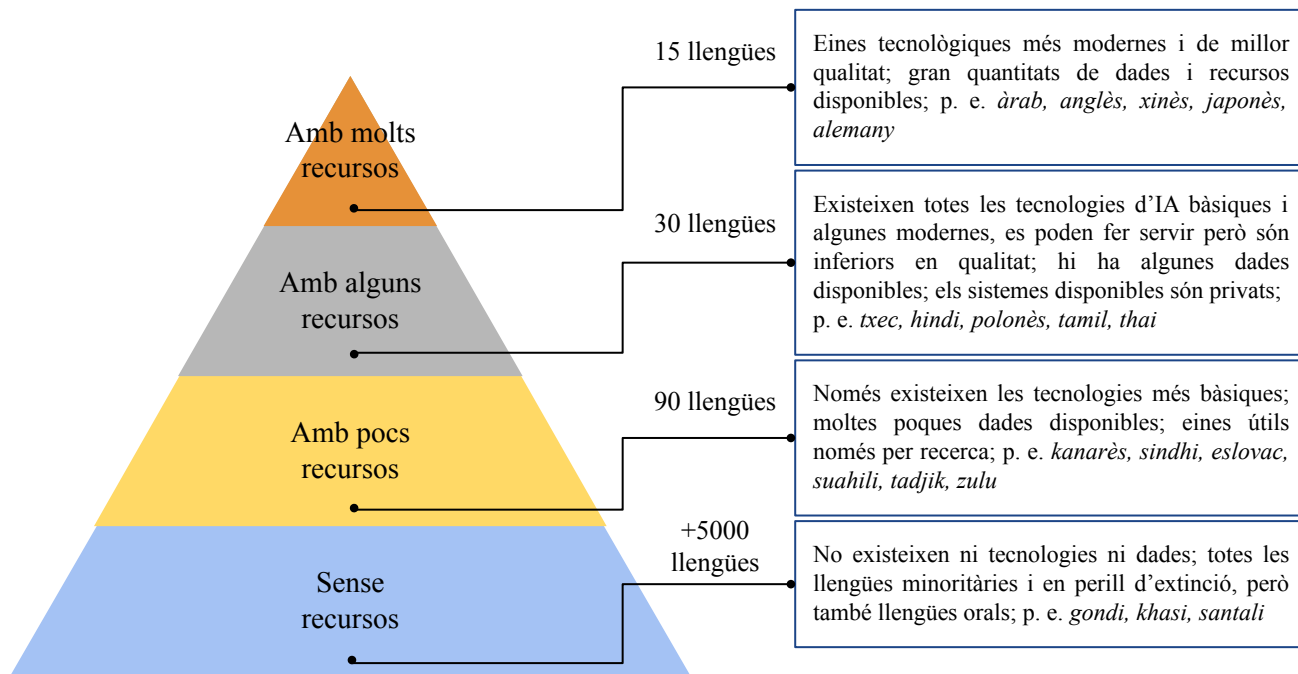 15 llengües
Eines tecnològiques més modernes i de millor
qualitat; gran quantitats de dades i recursos
disponibles; p. e. àrab, anglès, xinès, japonès,
alemany
Amb molts
recursos
30 llengües
Existeixen totes les tecnologies d’IA bàsiques i
algunes modernes, es poden fer servir però són
inferiors en qualitat; hi ha algunes dades
disponibles; els sistemes disponibles són privats;
p. e. txec, hindi, polonès, tamil, thai
Amb alguns
recursos
90 llengües
Només existeixen les tecnologies més bàsiques;
moltes poques dades disponibles; eines útils
només per recerca; p. e. kanarès, sindhi, eslovac,
suahili, tadjik, zulu
Amb pocs
recursos
+5000
llengües
No existeixen ni tecnologies ni dades; totes les
llengües minoritàries i en perill d’extinció, però
també llengües orals; p. e. gondi, khasi, santali
Sense
recursos